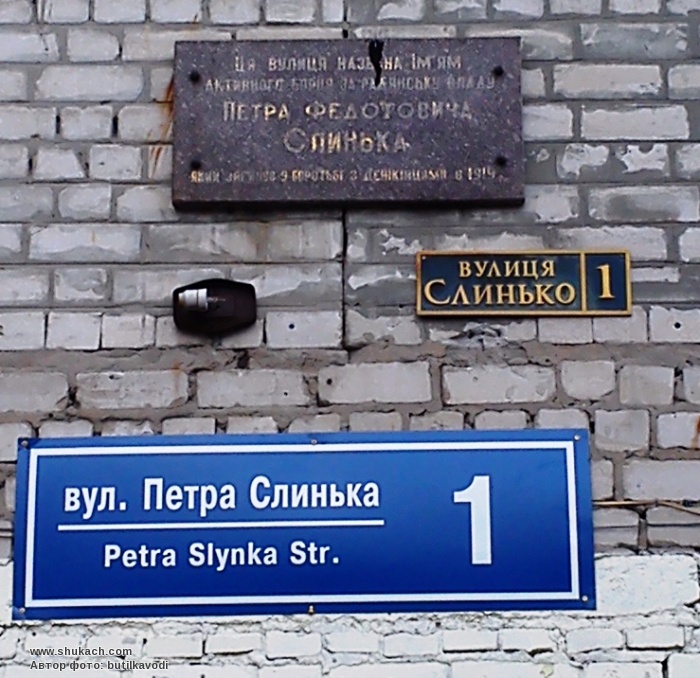 Ця вулиця названа ім'ям
активного борця за радянську владу
Петра Федотовича
Слинька
який загинув у боротьбі з денікінцями в 1919
ВУЛИЦЯ
СЛИНЬКО 1
вул. Петра Слинька
Petra Slynka Str.
1
www.shukach.com
Автор фото: butilkavodi